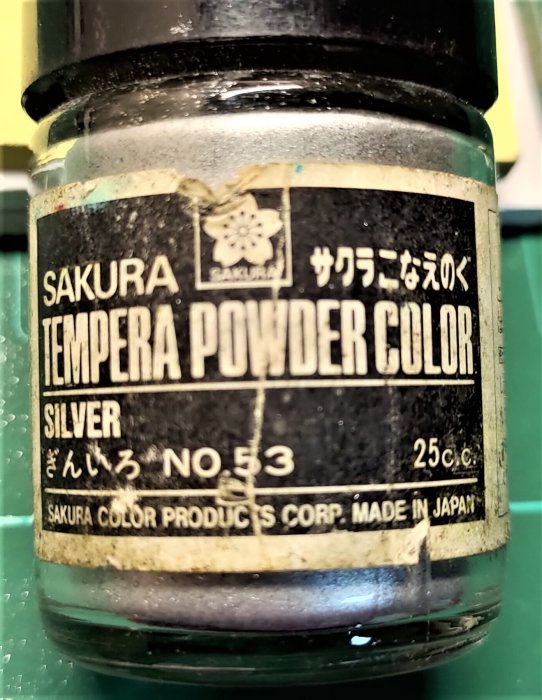 SAKURA
SAKURA サクラこなえのぐ
TEMPERA POWDER COLOR
SILVER
ぎんいろ NO.53 25c.c.
SAKURA COLOR PRODUCTS CORP. MADE IN JAPAN